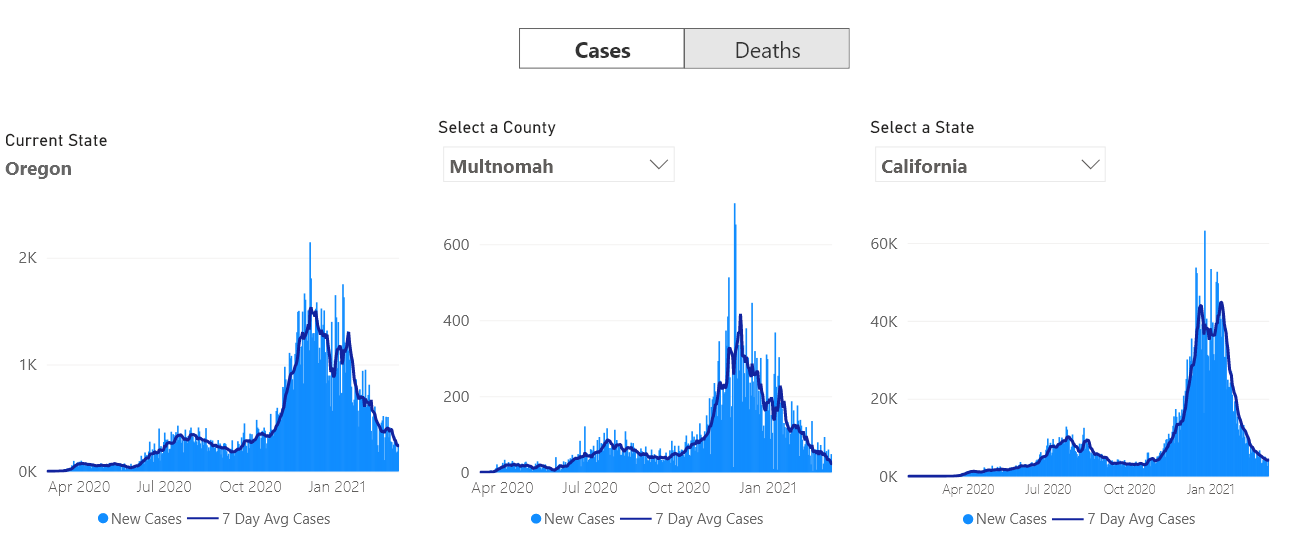 Cases Deaths
Current State
Oregon
Select a County
Multnomah
Select a State
California
2K
1K
0K
Apr 2020 Jul 2020 Oct 2020 Jan 2021
New Cases 7 Day Avg Cases
600
400
200
0
Apr 2020 Jul 2020 Oct 2020 Jan 2021
New Cases 7 Day Avg Cases
60K
40K
20K
0K
Apr 2020 Jul 2020 Oct 2020 Jan 2021
New Cases 7 Day Avg Cases